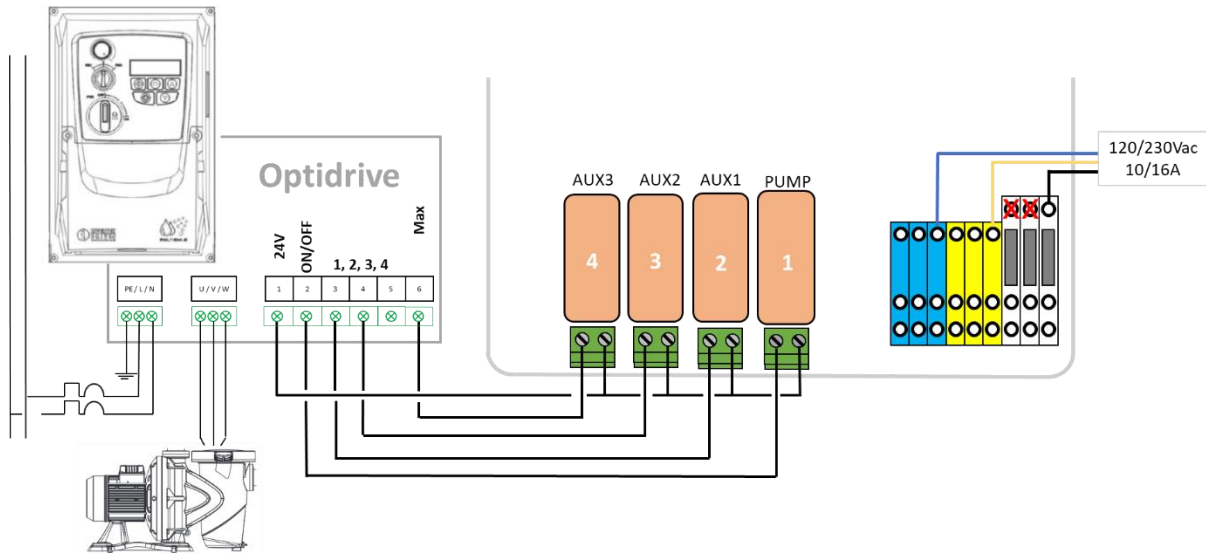 Optidrive
24V
ON/OFF
1, 2, 3, 4
Max
PE/ L / N
U / V / W
1 2 3 4 5 6
AUX3 AUX2 AUX1 PUMP
4 3 2 1
120/230Vac
10/16A